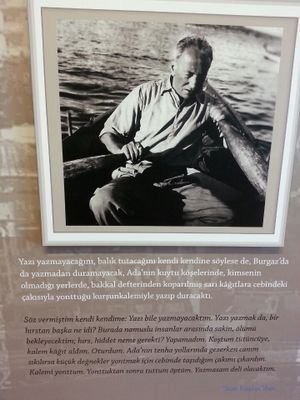 Yazı yazmayacağını, balık tutacağını kendi kendine söylese de, Burgaz'da
da yazmadan duramayacak, Ada'nın kuytu köşelerinde, kimsenin
olmadığı yerlerde, bakkal defterinden koparılmış sarı kâğıtlara cebindeki
çakısıyla yonttuğu kurşunkalemiyle yazıp duracaktı.
Söz vermiştim kendi kendime: Yazı bile yazmayacaktım. Yazı yazmak da, bir
hırstan başka ne idi? Burada namuslu insanlar arasında sakin, ölümü
bekleyecektim; hırs, hiddet neme gerekti? Yapamadım. Koştum tütüncüye,
kalem kâğıt aldım. Oturdum. Ada'nın tenha yollarında gezerken canım
sıkılırsa küçük değnekler yontmak için cebimde taşıdığım çakımı çıkardım.
Kalemi yonttum. Yonttuktan sonra tuttum öptüm. Yazmasam deli olacaktım.